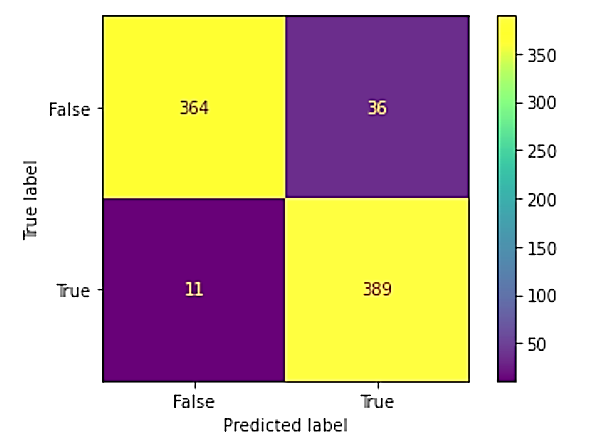 False
364
36
True
11
389
False
True
Predicted label
True label
350
300
250
200
150
100
50